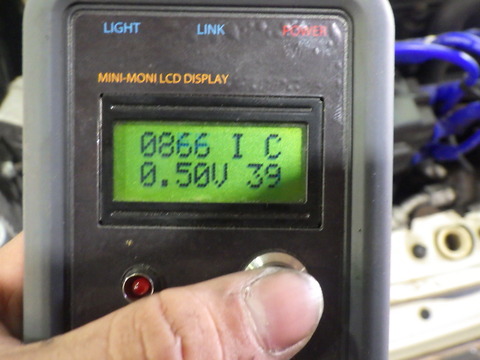 LIGHT LINK POWER
MINI-MONI LCD DISPLAY
0866 I C
0.50V 39